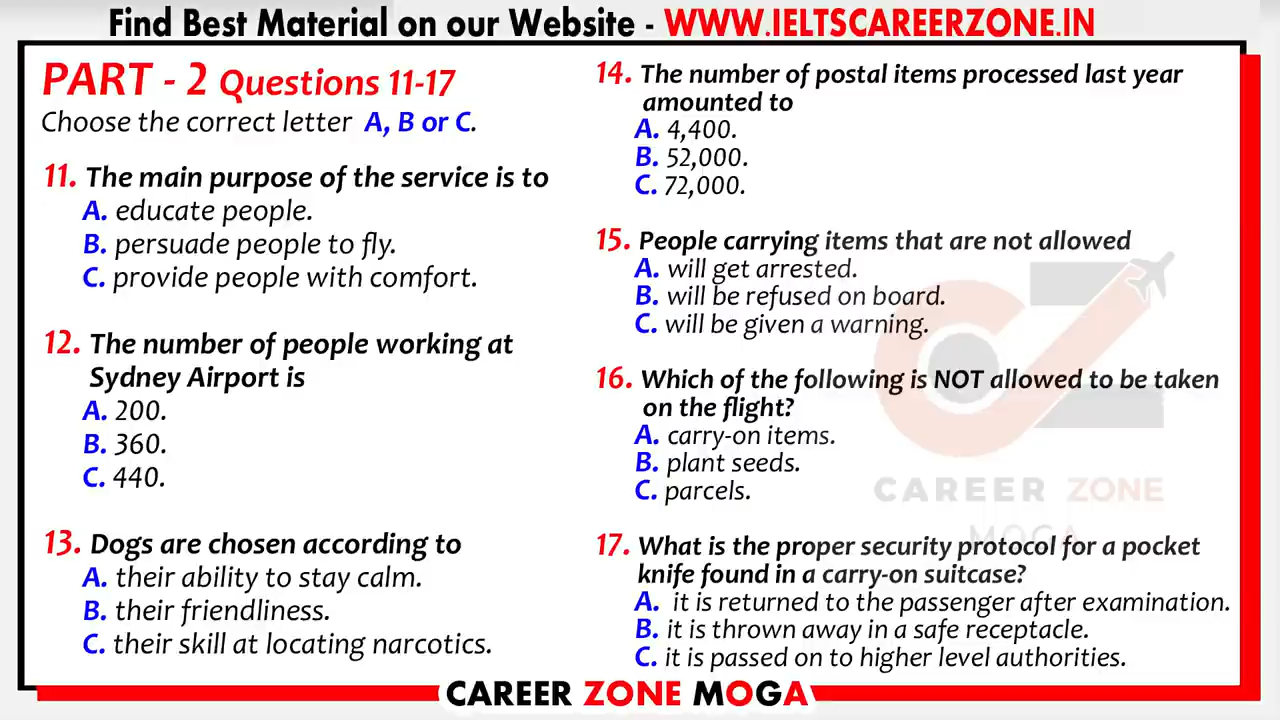 Find Best Material on our Website - WWW.IELTSCAREERZONE.IN
PART - 2 Questions 11-17
Choose the correct letter A, B or C.
11. The main purpose of the service is to
A. educate people.
B. persuade people to fly.
C. provide people with comfort.
12. The number of people working at
Sydney Airport is
A. 200.
B. 360.
C. 440.
13. Dogs are chosen according to
A. their ability to stay calm.
B. their friendliness.
C. their skill at locating narcotics.
14. The number of postal items processed last year
amounted to
A. 4,400.
B. 52,000.
C. 72,000.
15. People carrying items that are not allowed
A. will get arrested.
B. will be refused on board.
C. will be given a warning.
16. Which of the following is NOT allowed to be taken
on the flight?
A. carry-on items.
B. plant seeds.
C. parcels.
17. What is the proper security protocol for a pocket
knife found in a carry-on suitcase?
A. it is returned to the passenger after examination.
B. it is thrown away in a safe receptacle.
C. it is passed on to higher level authorities.
CAREER ZONE
MOGA
CAREER ZONE MOGA